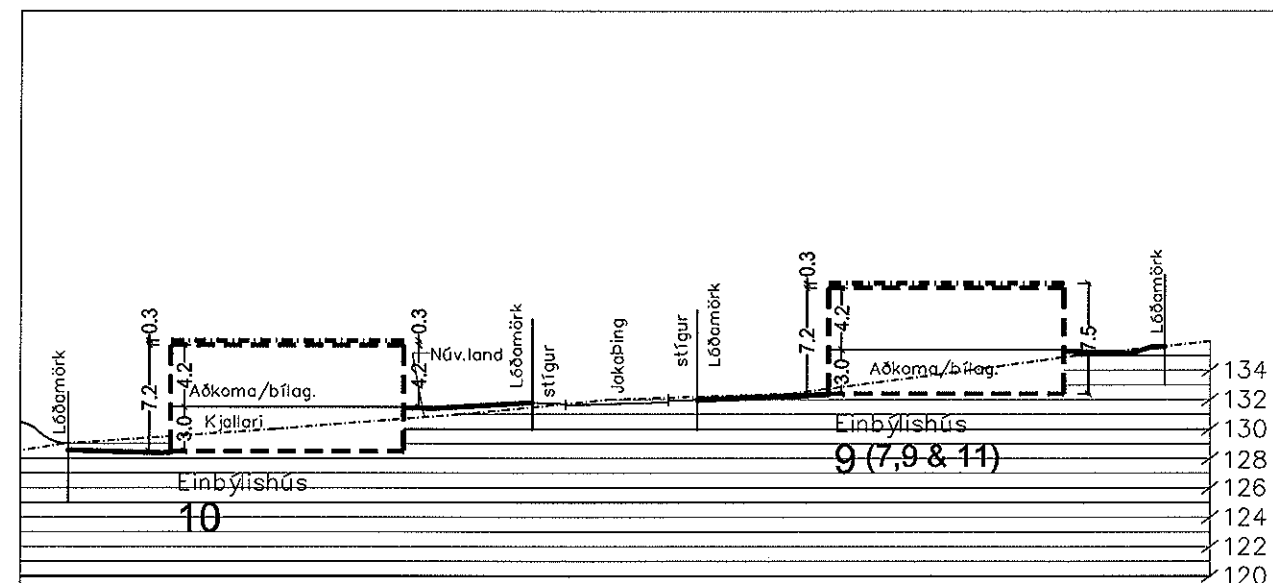 Lóðamörk
7.2
0.3
4.2
3.0
Aðkoma/bílag.
Kjallari
Einbýlishús
10
0.3
4.2
Núv.land
Lóðamörk
stígur
Jakaþing
stígur
Lóðamörk
0.3
7.2
4.2
3.0
Aðkoma/bílag.
7.5
Lóðamörk
Einbýlishús
9 (7,9 & 11)
134
132
130
128
126
124
122
120